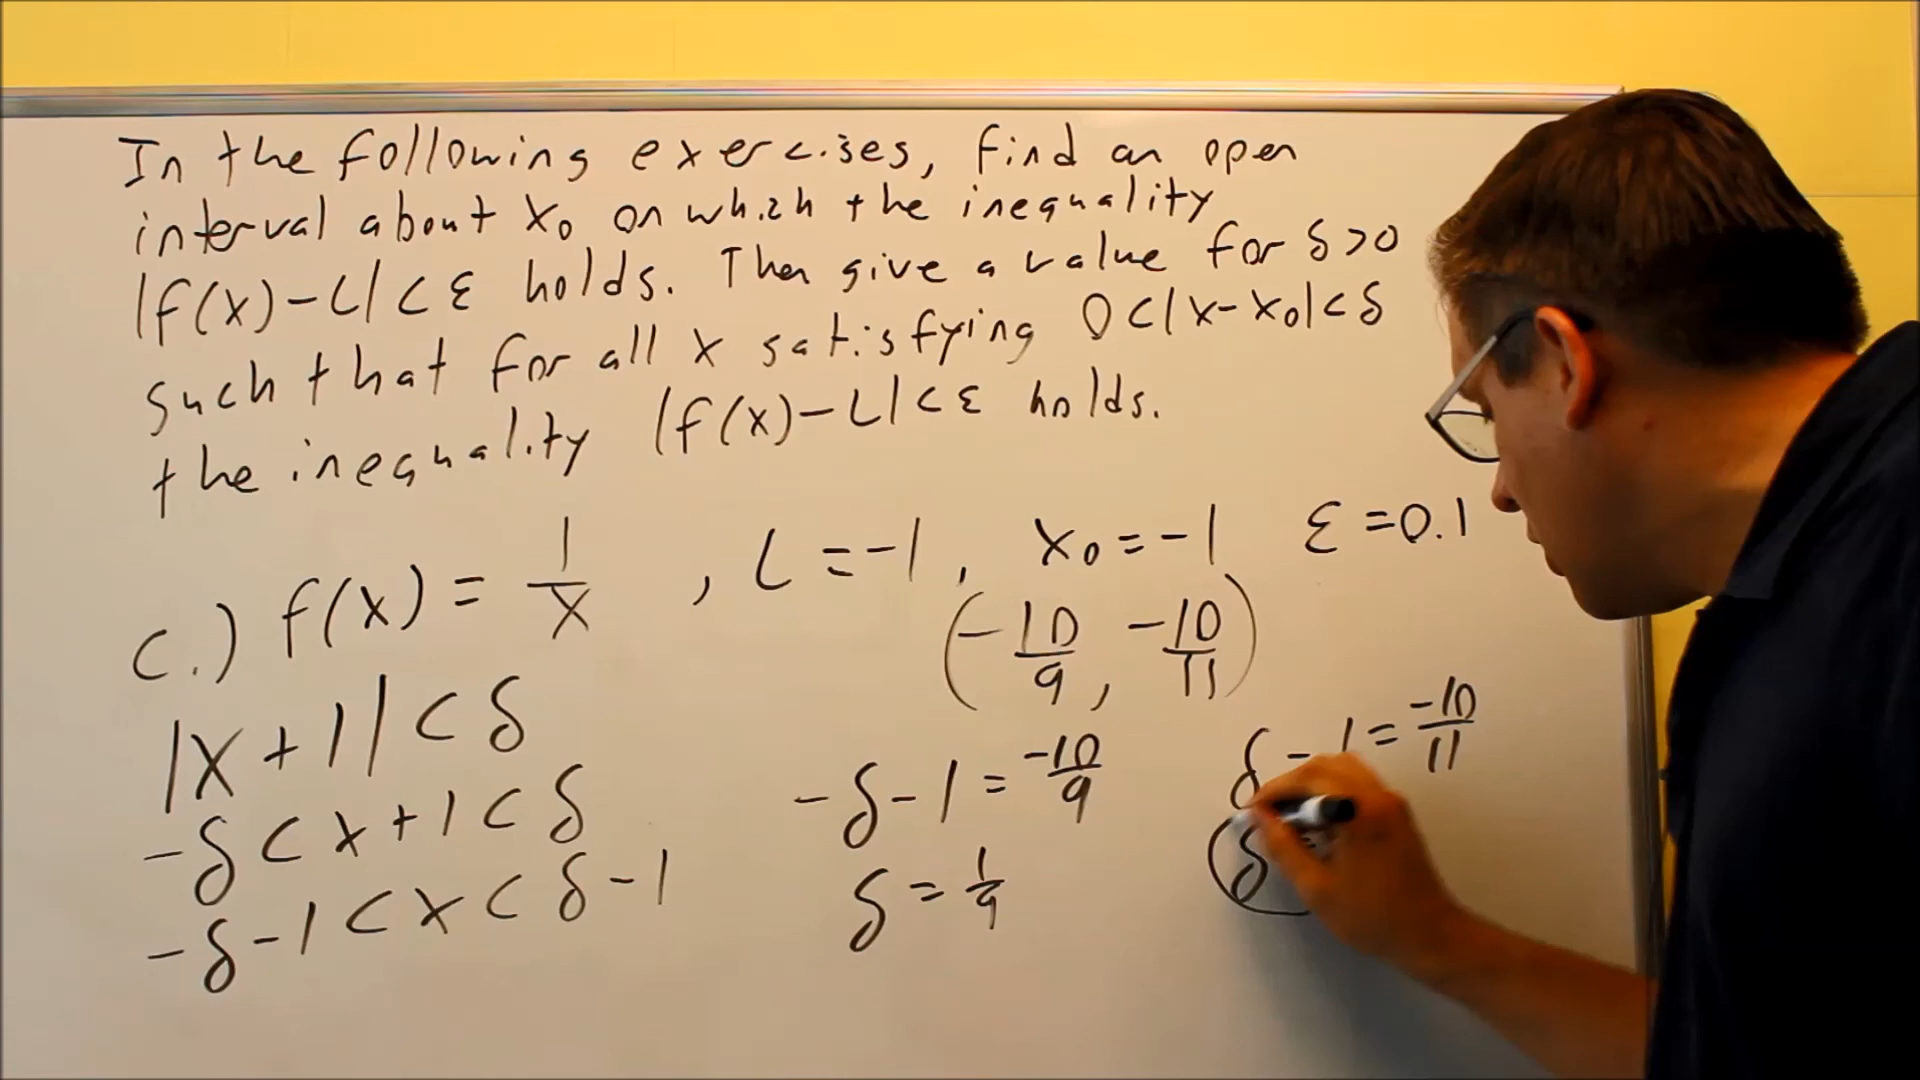 In the following exercises, find an open
interval about x₀ on which the inequality
|f(x)-L|<ε holds. Then give a value for δ>0
such that for all x satisfying 0<|x-x₀|<δ
the inequality |f(x)-L|<ε holds.
c.) f(x) = 1/x , L=-1, x₀=-1 ε=0.1
(-10/9, -10/11)
|x+1|<δ
-δ<x+1<δ
-δ-1<x<δ-1
-δ-1=-10/9
δ=1/9
δ-1=-10/11
δ=